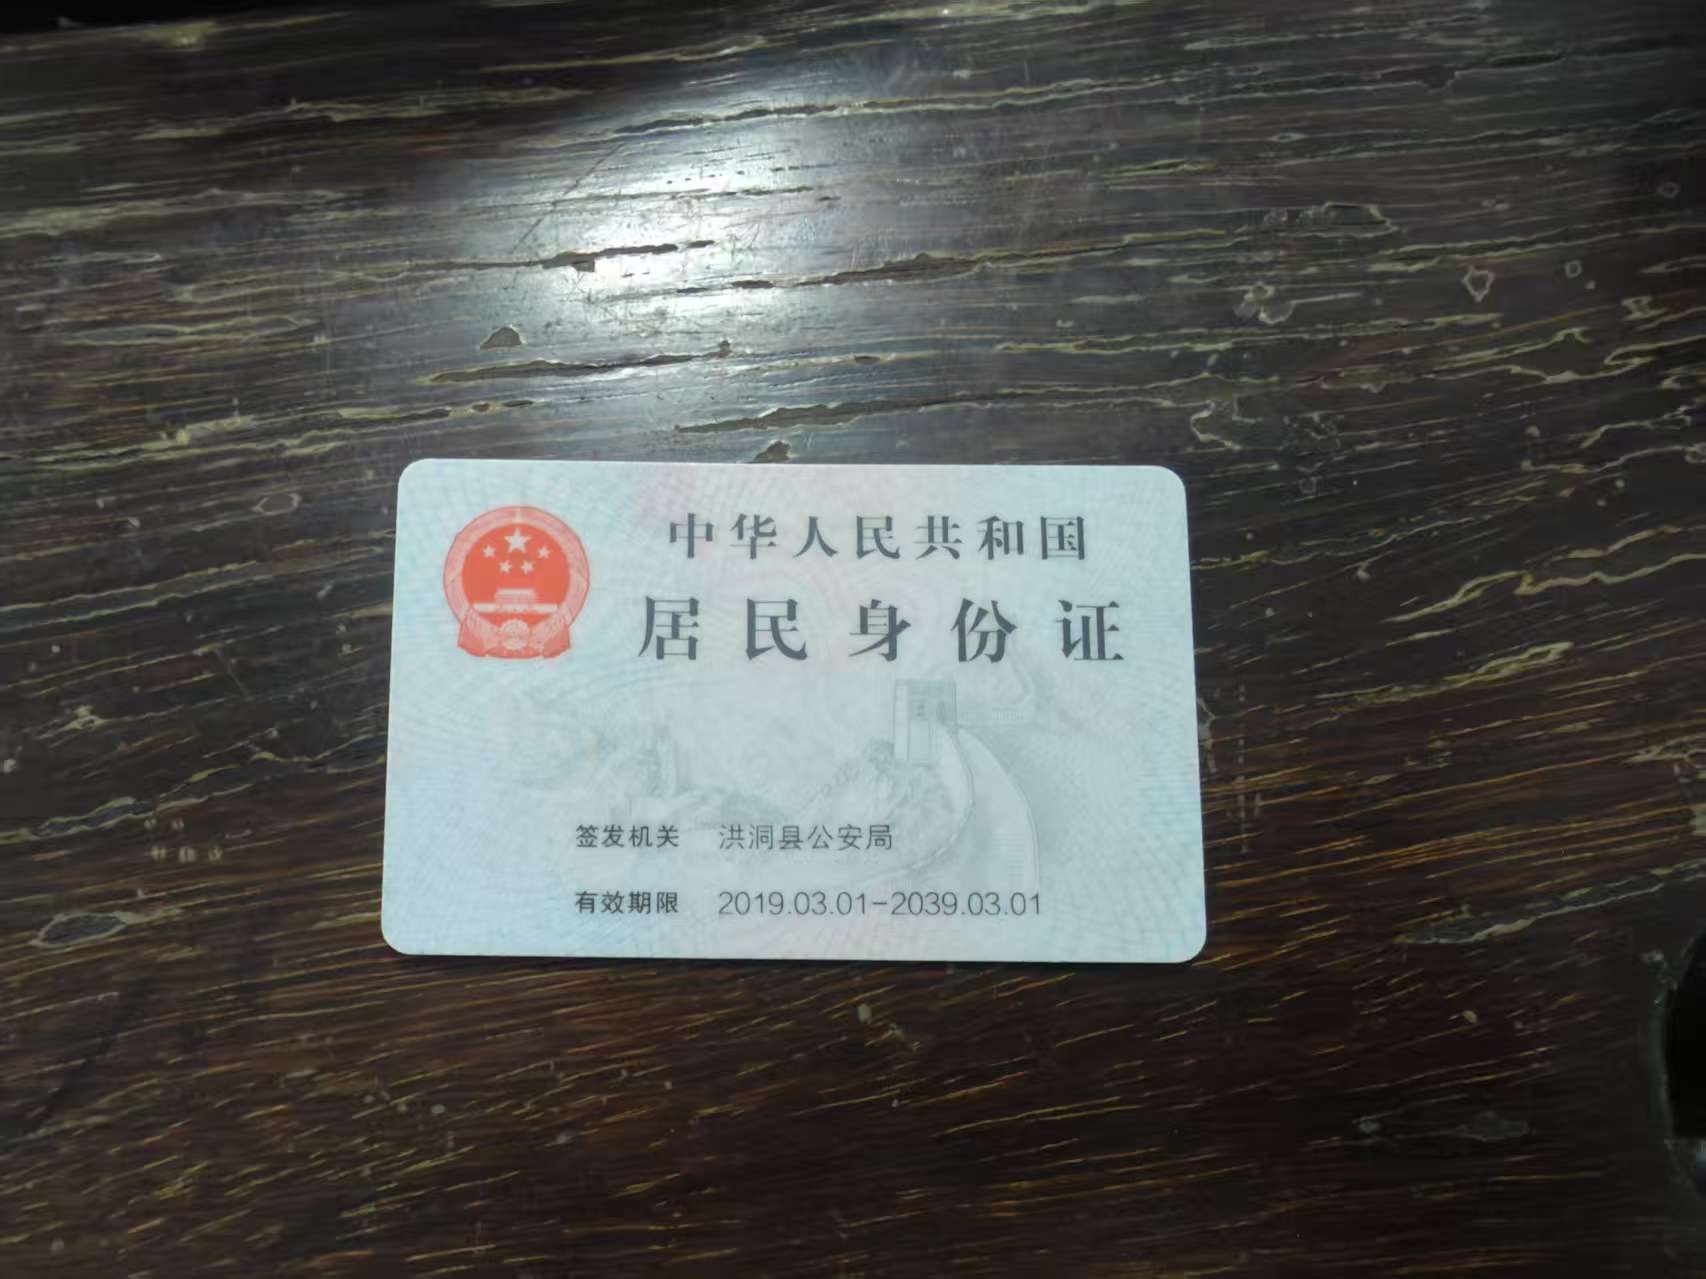 中华人民共和国
居民身份证
签发机关 洪洞县公安局
有效期限 2019.03.01-2039.03.01